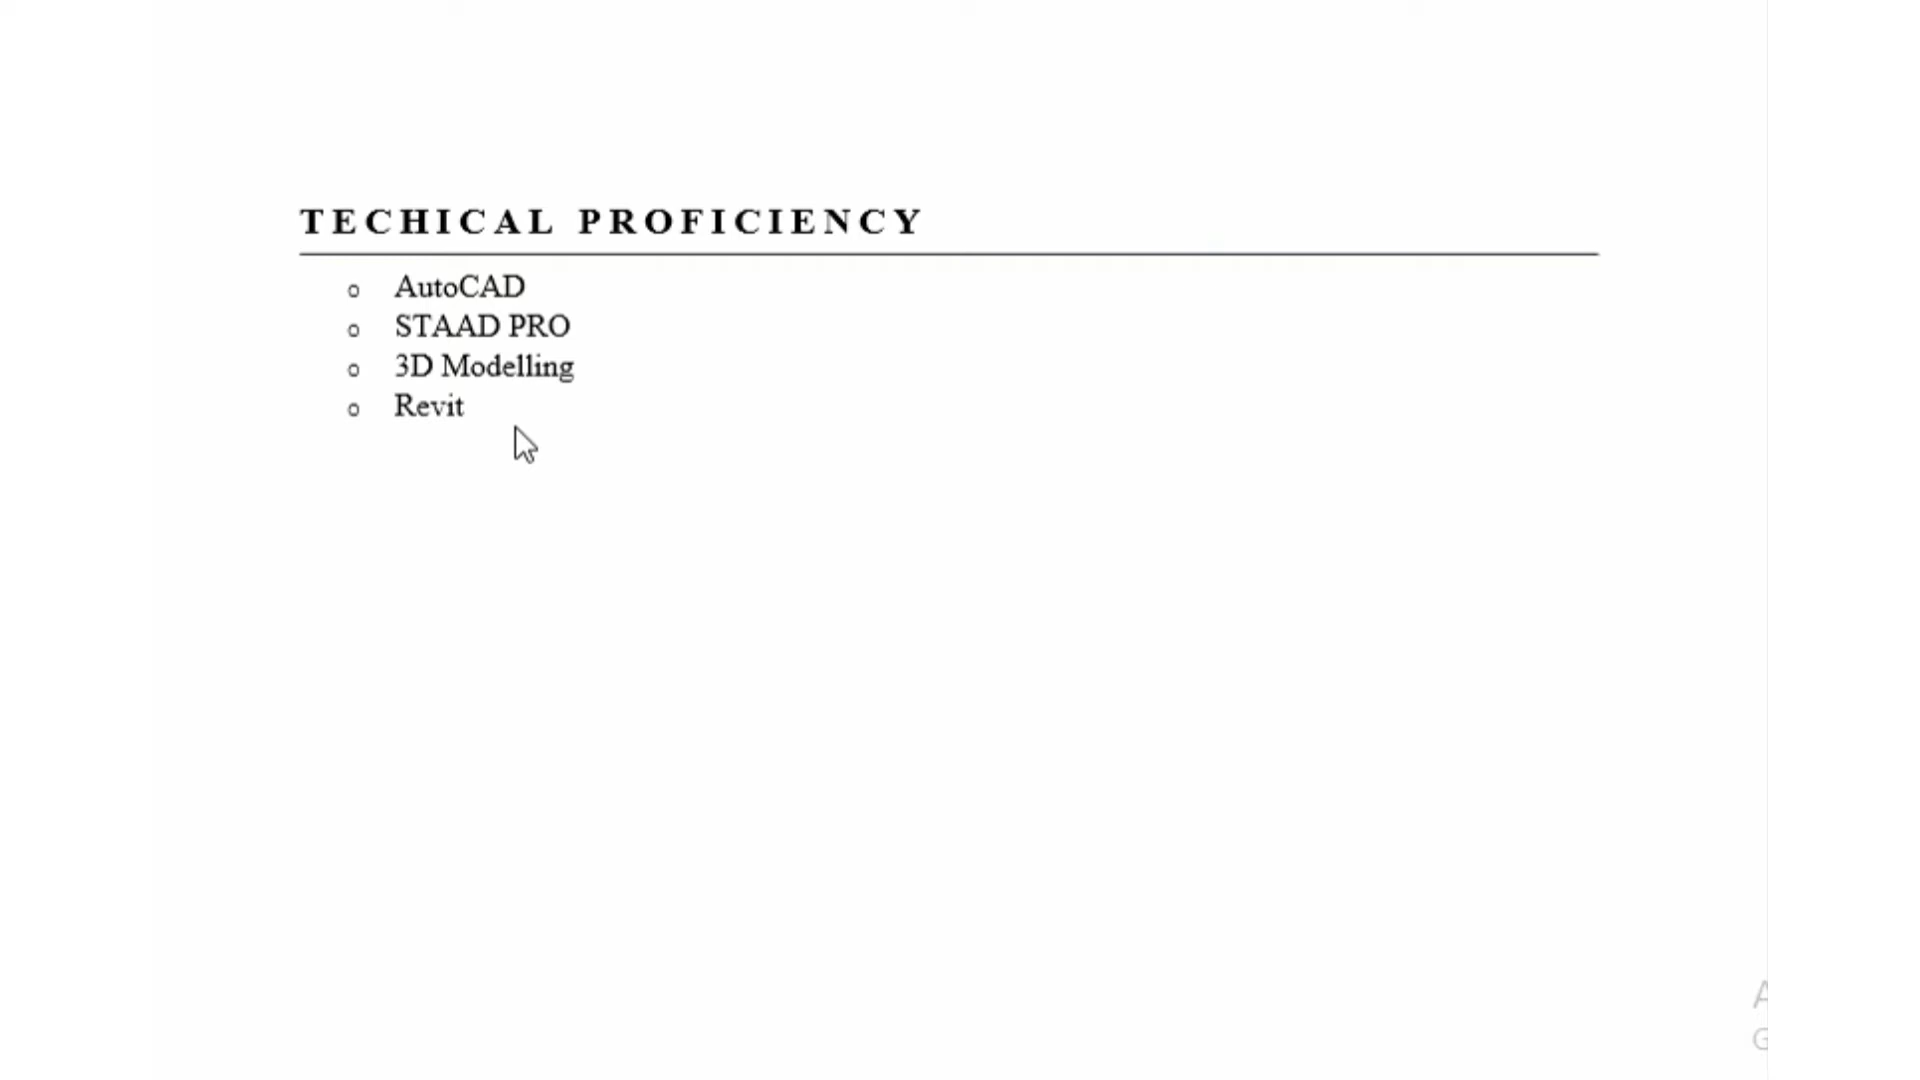 TECHICAL PROFICIENCY
o AutoCAD
o STAAD PRO
o 3D Modelling
o Revit
A
G